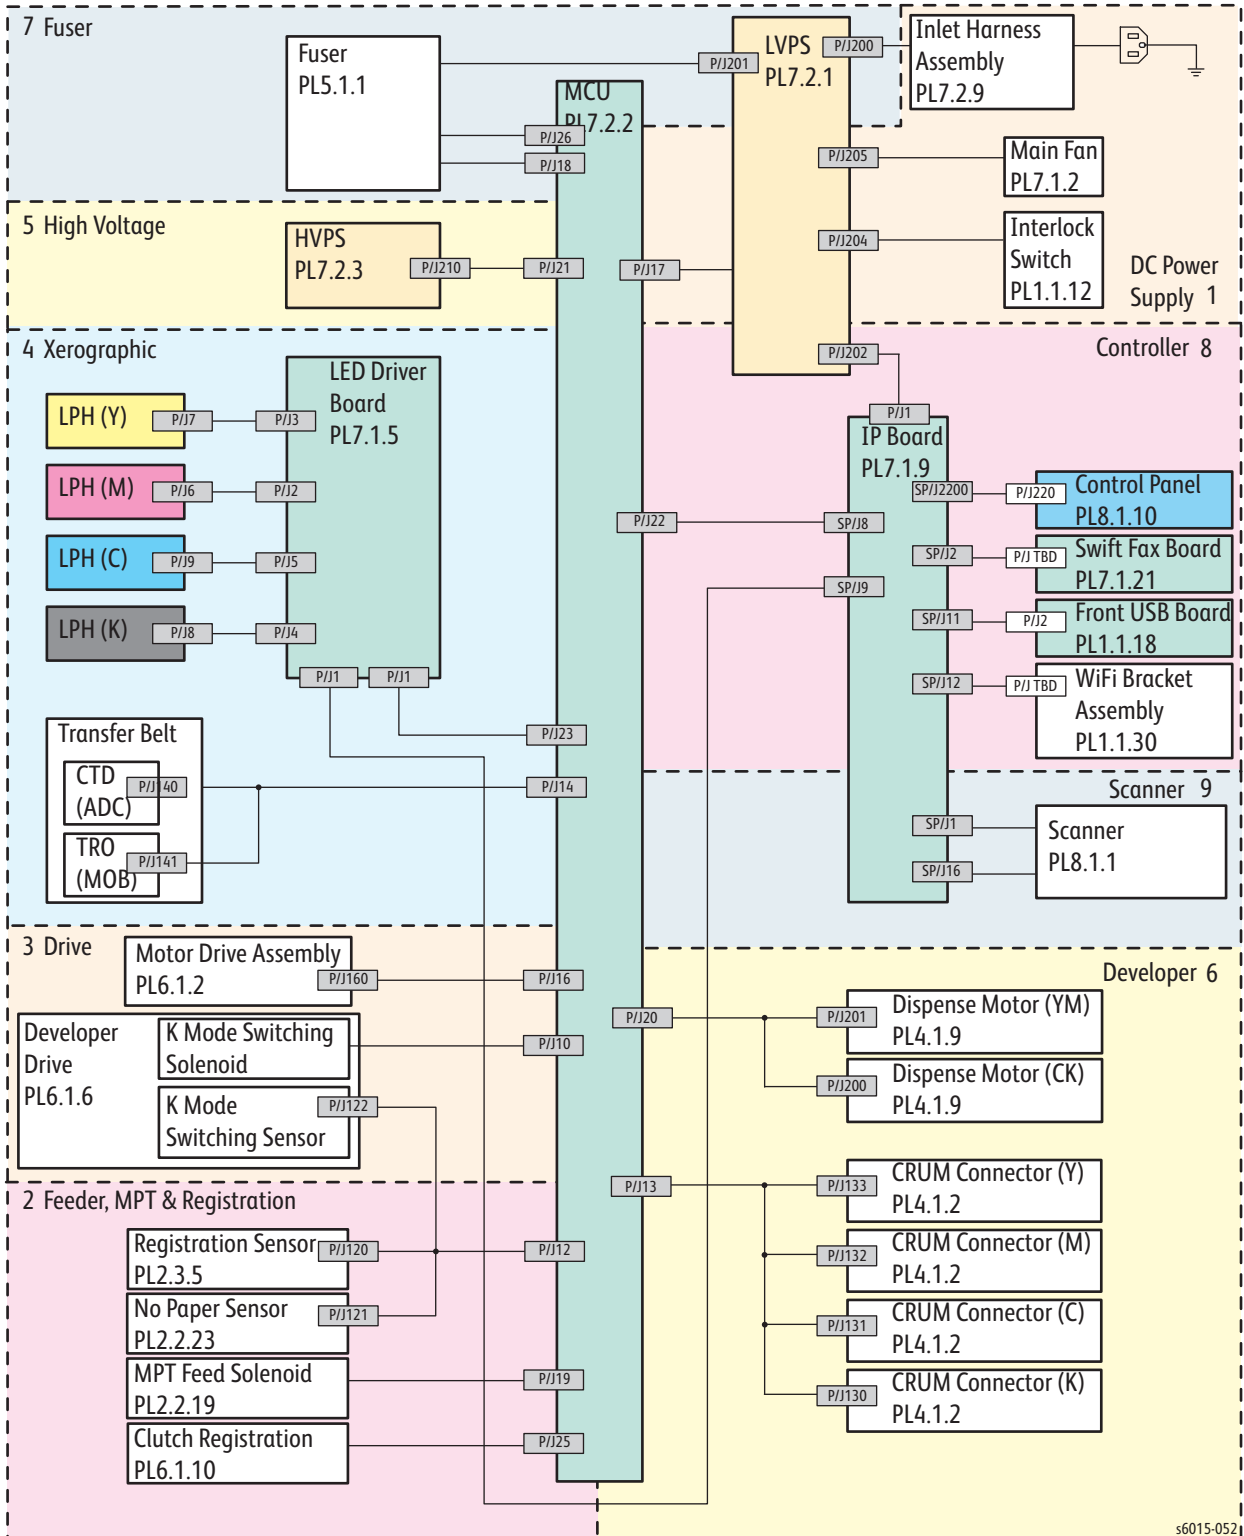 7 Fuser
Fuser
PL5.1.1
P/J26
P/J18
P/J201
LVPS
PL7.2.1
P/J200
Inlet Harness
Assembly
PL7.2.9
MCU
PL7.2.2
P/J205
Main Fan
PL7.1.2
P/J204
Interlock
Switch
PL1.1.12
DC Power
Supply 1
5 High Voltage
HVPS
PL7.2.3
P/J210
P/J21
P/J17
P/J202
4 Xerographic
LED Driver
Board
PL7.1.5
LPH (Y)
P/J7
P/J3
LPH (M)
P/J6
P/J2
LPH (C)
P/J9
P/J5
LPH (K)
P/J8
P/J4
P/J1
P/J1
P/J23
Transfer Belt
CTD
(ADC)
P/J140
P/J14
TRO
(MOB)
P/J141
Controller 8
P/J1
IP Board
PL7.1.9
P/J22
SP/J8
SP/J9
SP/J2200
P/J220
Control Panel
PL8.1.10
SP/J2
P/J TBD
Swift Fax Board
PL7.1.21
SP/J11
P/J2
Front USB Board
PL1.1.18
SP/J12
P/J TBD
WiFi Bracket
Assembly
PL1.1.30
Scanner 9
SP/J1
SP/J16
Scanner
PL8.1.1
3 Drive
Motor Drive Assembly
PL6.1.2
P/J160
P/J16
Developer
Drive
PL6.1.6
K Mode Switching
Solenoid
P/J10
K Mode
Switching Sensor
P/J122
Developer 6
P/J20
P/J201
Dispense Motor (YM)
PL4.1.9
P/J200
Dispense Motor (CK)
PL4.1.9
P/J13
P/J133
CRUM Connector (Y)
PL4.1.2
P/J132
CRUM Connector (M)
PL4.1.2
P/J131
CRUM Connector (C)
PL4.1.2
P/J130
CRUM Connector (K)
PL4.1.2
2 Feeder, MPT & Registration
Registration Sensor
PL2.3.5
P/J120
P/J12
No Paper Sensor
PL2.2.23
P/J121
MPT Feed Solenoid
PL2.2.19
P/J19
Clutch Registration
PL6.1.10
P/J25
s6015-052